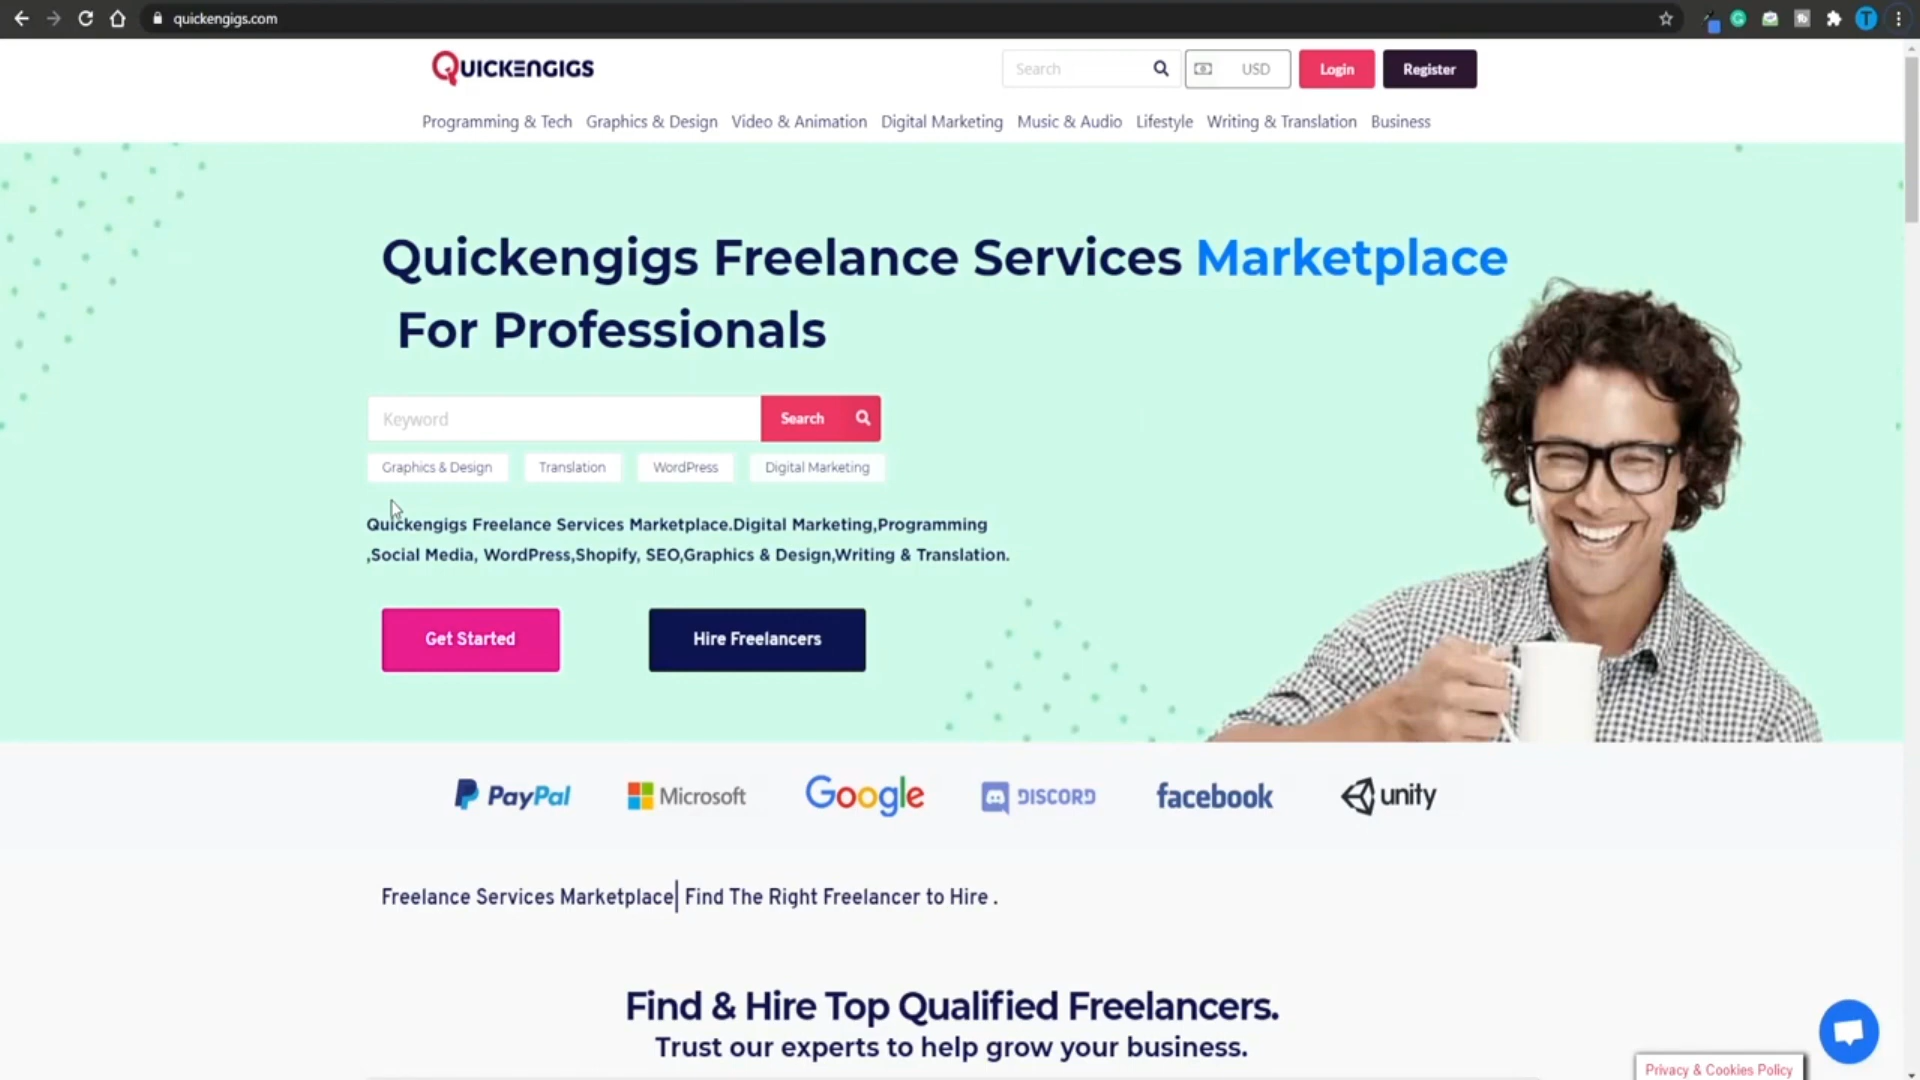 quickengigs.com
T
QUICKENGIGS
Search
USD
Login
Register
Programming & Tech Graphics & Design Video & Animation Digital Marketing Music & Audio Lifestyle Writing & Translation Business
Quickengigs Freelance Services Marketplace
For Professionals
Keyword
Search
Graphics & Design Translation WordPress Digital Marketing
Quickengigs Freelance Services Marketplace.Digital Marketing,Programming
,Social Media, WordPress,Shopify, SEO,Graphics & Design,Writing & Translation.
Get Started
Hire Freelancers
PayPal Microsoft Google DISCORD facebook unity
Freelance Services Marketplace| Find The Right Freelancer to Hire .
Find & Hire Top Qualified Freelancers.
Trust our experts to help grow your business.
Privacy & Cookies Policy